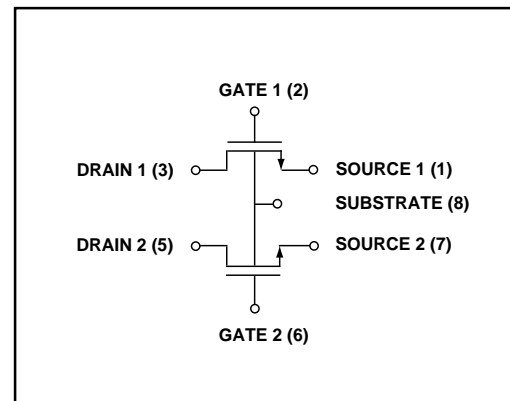 GATE 1 (2)
DRAIN 1 (3)
SOURCE 1 (1)
SUBSTRATE (8)
DRAIN 2 (5)
SOURCE 2 (7)
GATE 2 (6)